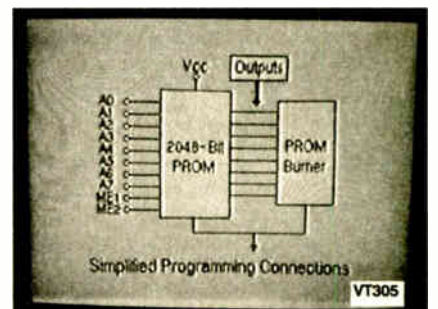 Vcc Outputs
A0
A1
A2
A3
A4
A5
A6
A7
ME1
ME2
2048-Bit
PROM
PROM
Burner
Simplified Programming Connections
VT305